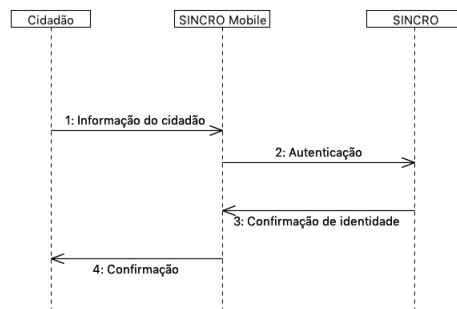 Cidadão
SINCRO Mobile
SINCRO
1: Informação do cidadão
2: Autenticação
3: Confirmação de identidade
4: Confirmação